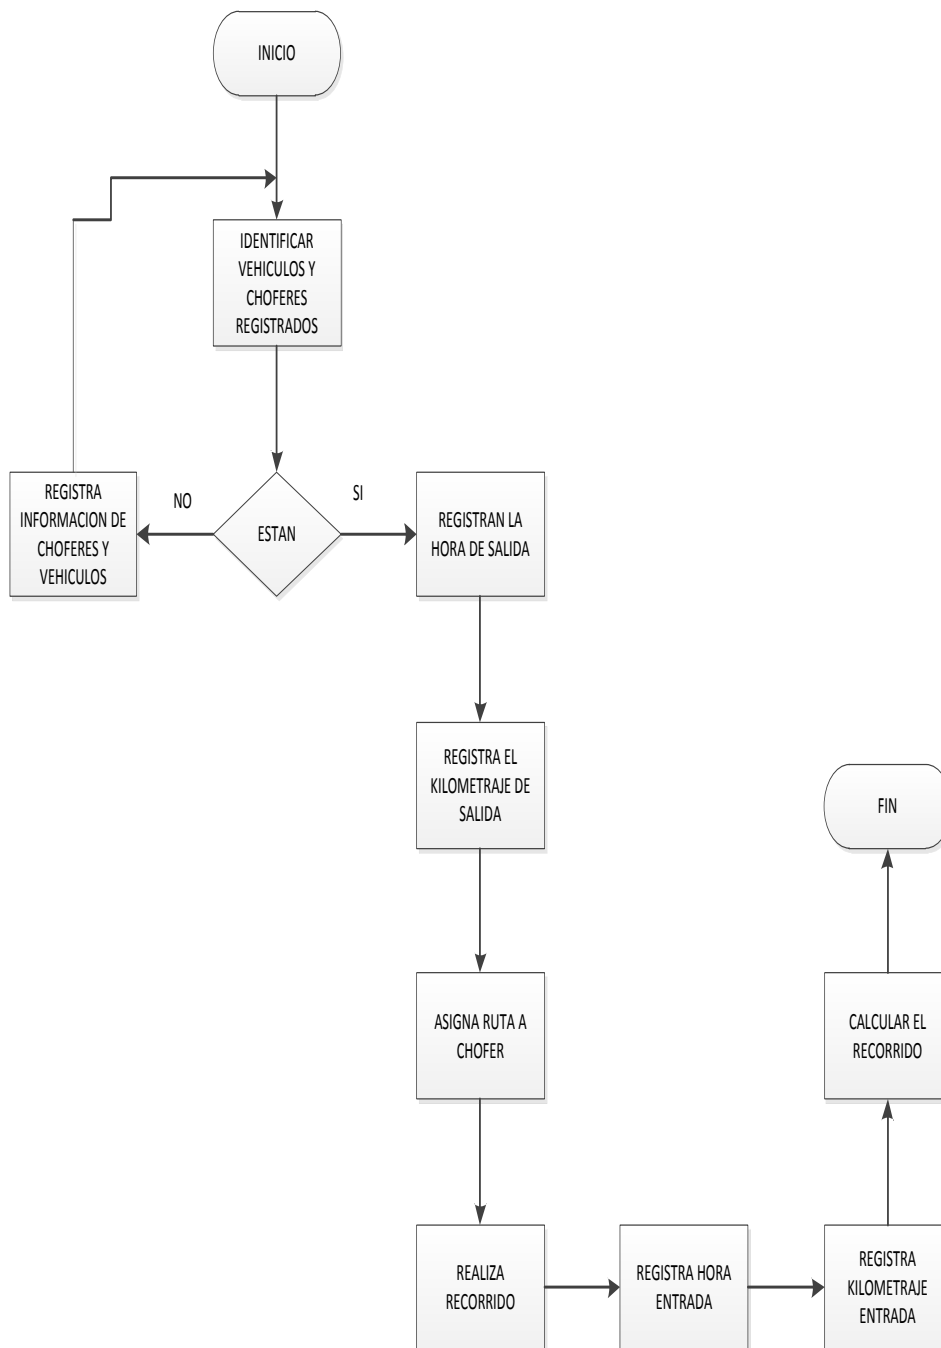 INICIO
IDENTIFICAR
VEHICULOS Y
CHOFERES
REGISTRADOS
REGISTRA
INFORMACION DE
CHOFERES Y
VEHICULOS
NO
ESTAN
SI
REGISTRAN LA
HORA DE SALIDA
REGISTRA EL
KILOMETRAJE DE
SALIDA
ASIGNA RUTA A
CHOFER
REALIZA
RECORRIDO
REGISTRA HORA
ENTRADA
REGISTRA
KILOMETRAJE
ENTRADA
CALCULAR EL
RECORRIDO
FIN